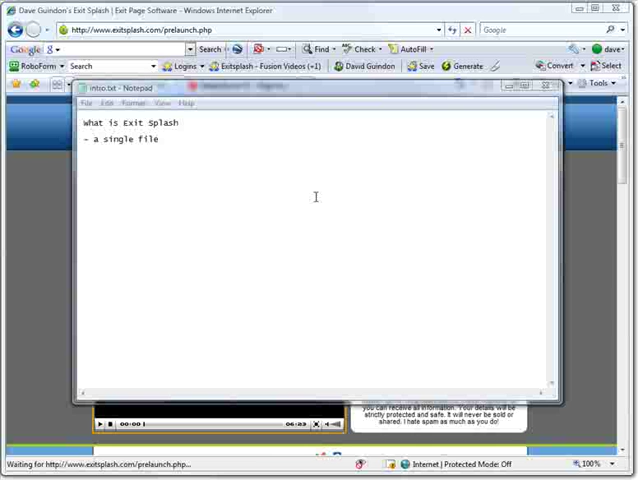 Dave Guindon's Exit Splash | Exit Page Software - Windows Internet Explorer
http://www.exitsplash.com/prelaunch.php
Google
Google
Search
Find
Check
AutoFill
dave
RoboForm
Search
Logins
Exitsplash - Fusion Videos (+1)
David Guindon
Save
Generate
Convert
Select
intro.txt - Notepad
Tools
File Edit Format View Help
What is Exit Splash
- a single file
you can receive all information. Your details will be
strictly protected and safe. It will never be sold or
shared. I hate spam as much as you do!
00:00
06:23
Waiting for http://www.exitsplash.com/prelaunch.php...
Internet | Protected Mode: Off
100%